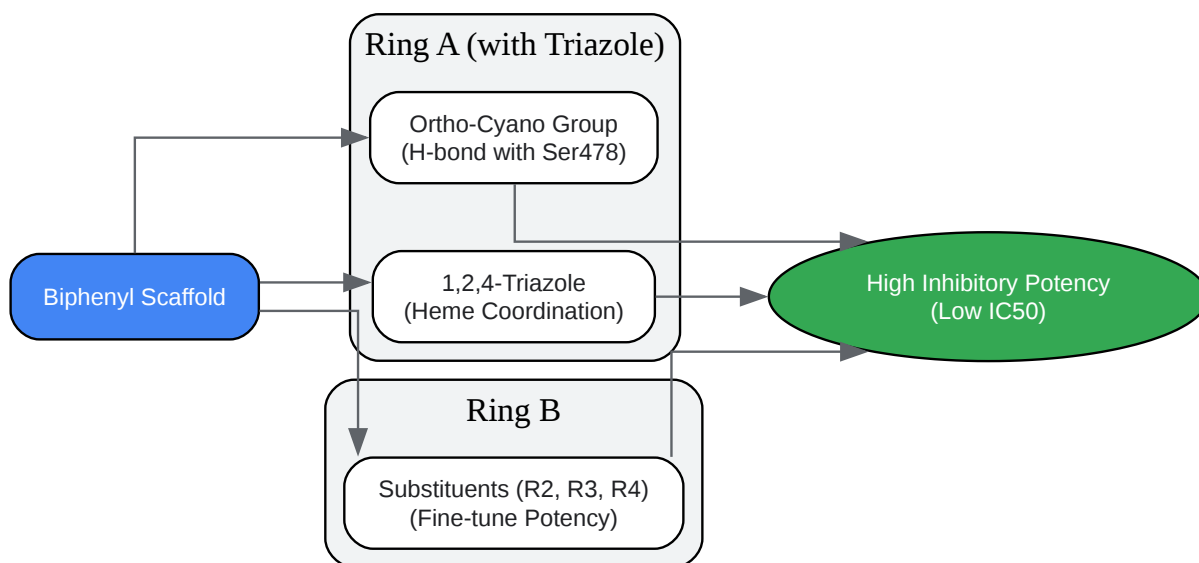 Ring A (with Triazole)
Ortho-Cyano Group
(H-bond with Ser478)
Biphenyl Scaffold
1,2,4-Triazole
(Heme Coordination)
High Inhibitory Potency
(Low IC50)
Ring B
Substituents (R2, R3, R4)
(Fine-tune Potency)